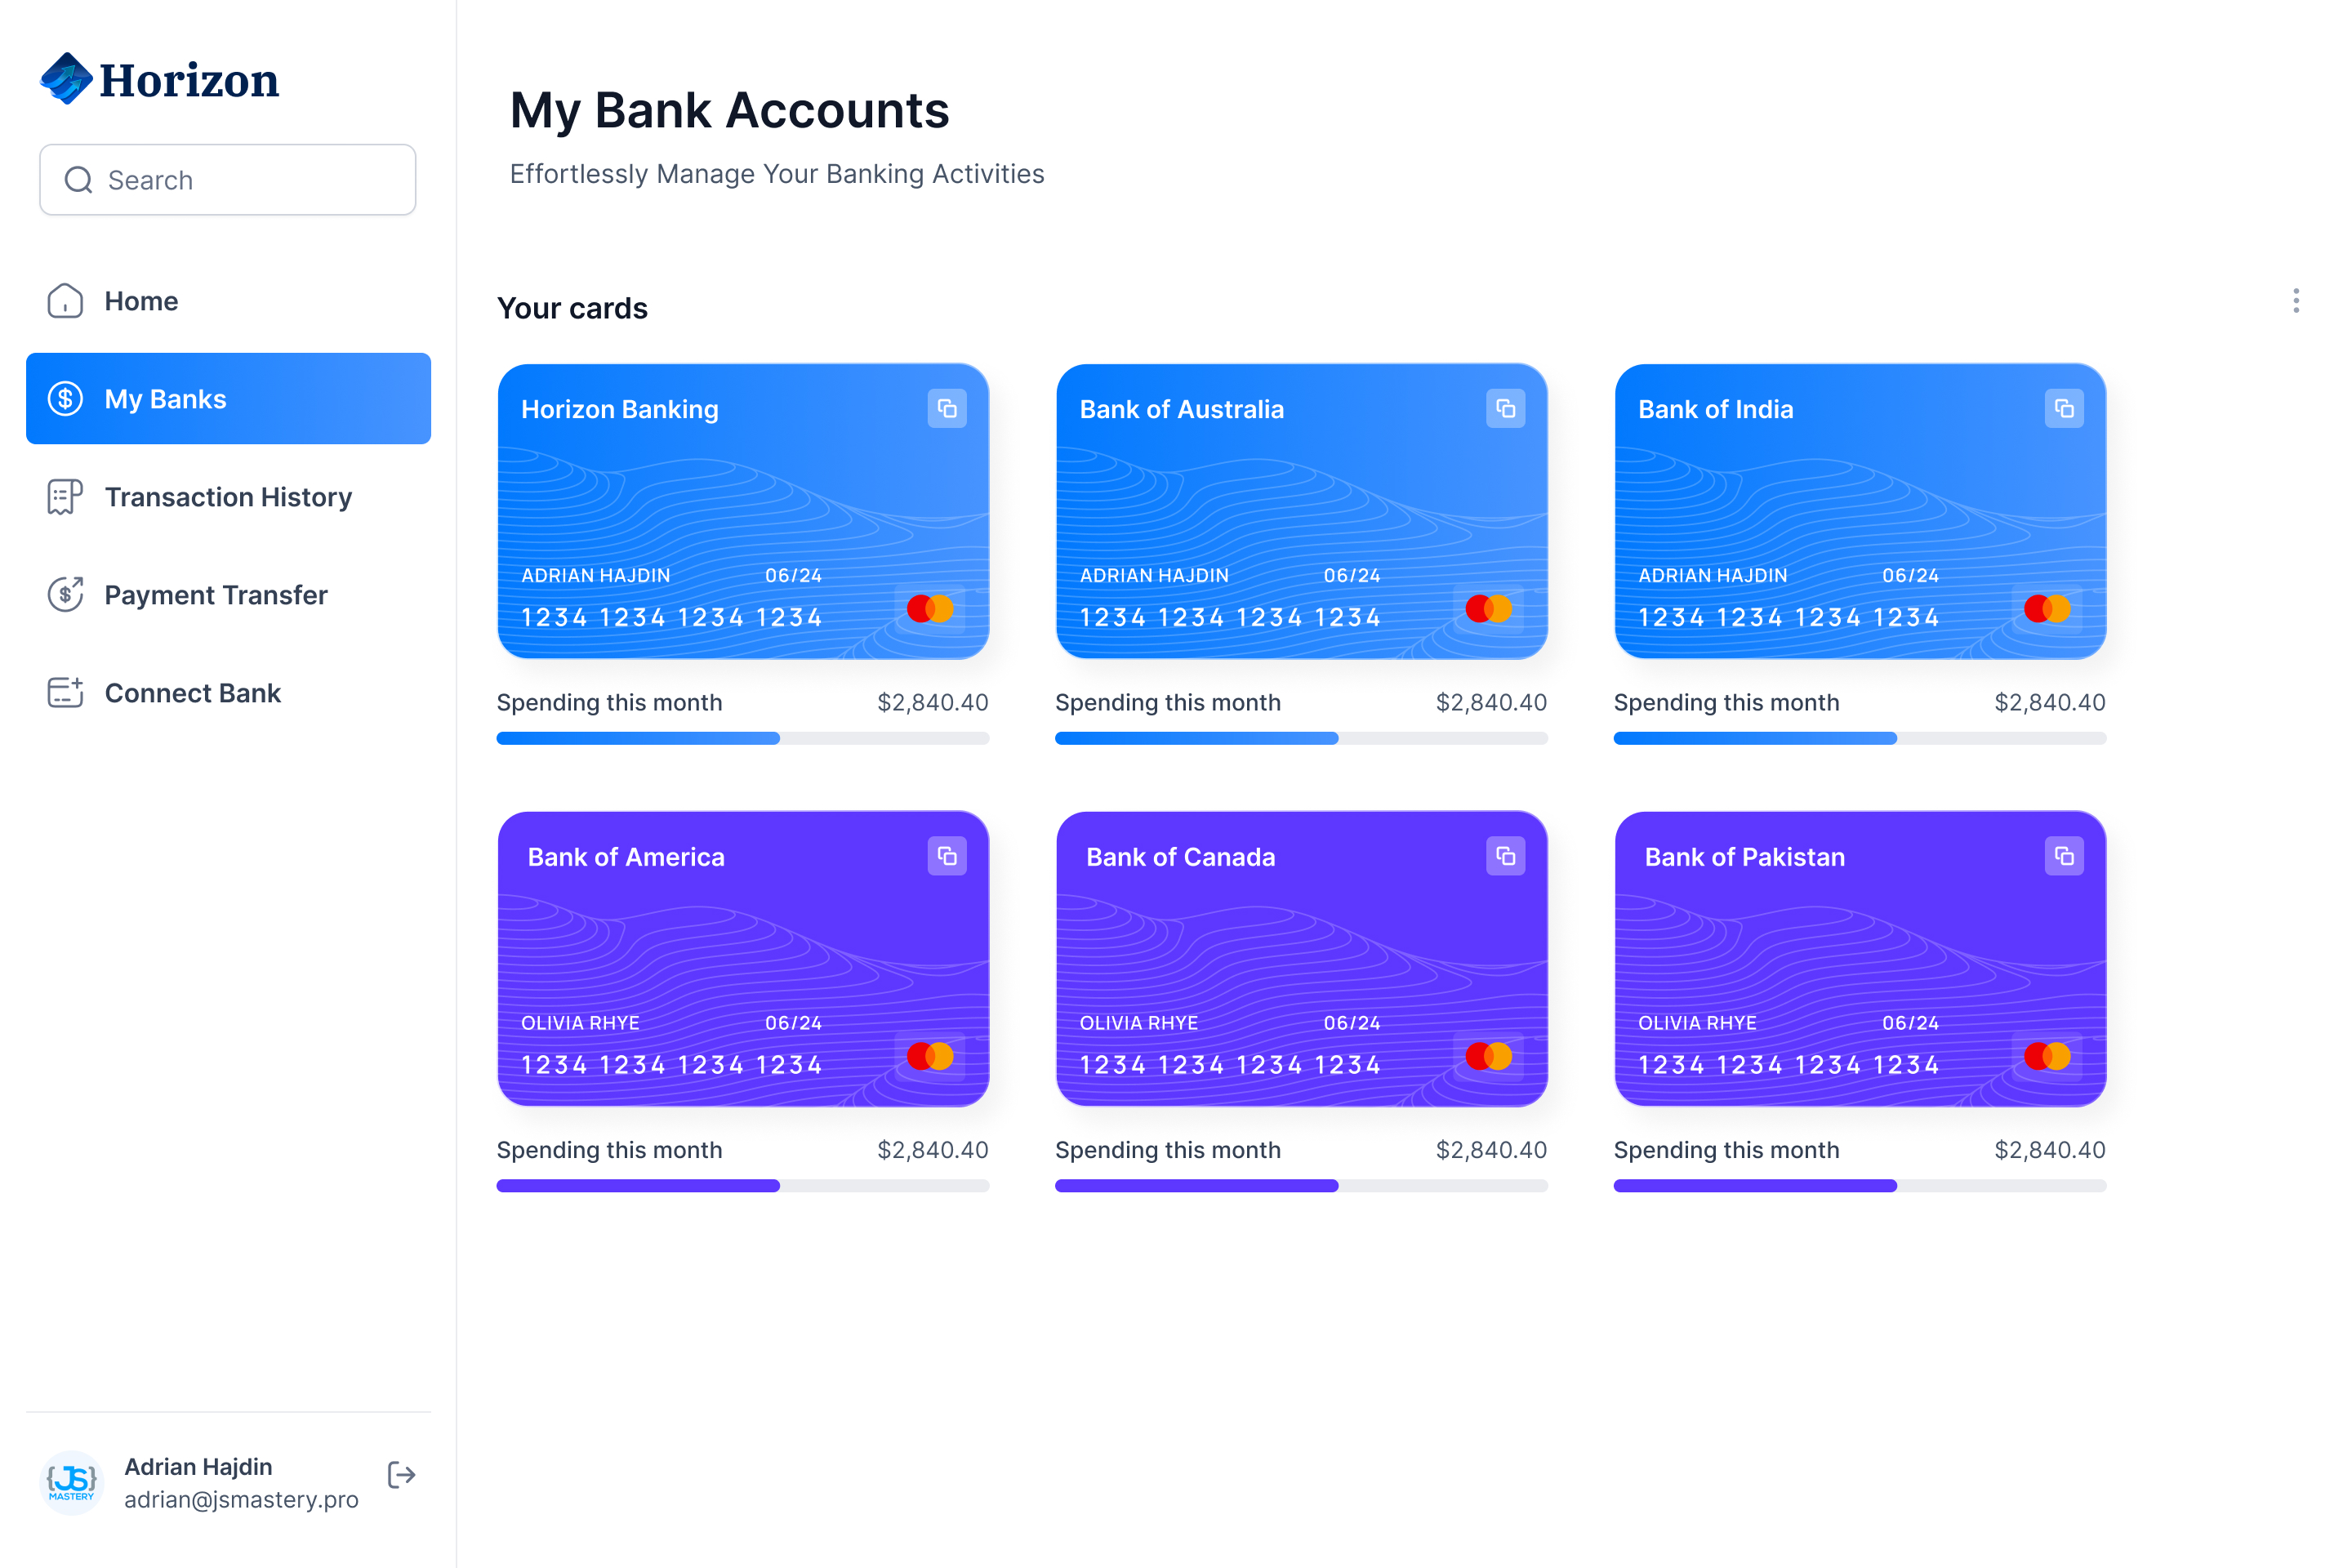 Horizon
Search
Home
My Banks
Transaction History
Payment Transfer
Connect Bank
{JS}
MASTERY
Adrian Hajdin
adrian@jsmastery.pro
My Bank Accounts
Effortlessly Manage Your Banking Activities
Your cards
Horizon Banking
ADRIAN HAJDIN 06/24
1234 1234 1234 1234
Spending this month $2,840.40
Bank of Australia
ADRIAN HAJDIN 06/24
1234 1234 1234 1234
Spending this month $2,840.40
Bank of India
ADRIAN HAJDIN 06/24
1234 1234 1234 1234
Spending this month $2,840.40
Bank of America
OLIVIA RHYE 06/24
1234 1234 1234 1234
Spending this month $2,840.40
Bank of Canada
OLIVIA RHYE 06/24
1234 1234 1234 1234
Spending this month $2,840.40
Bank of Pakistan
OLIVIA RHYE 06/24
1234 1234 1234 1234
Spending this month $2,840.40